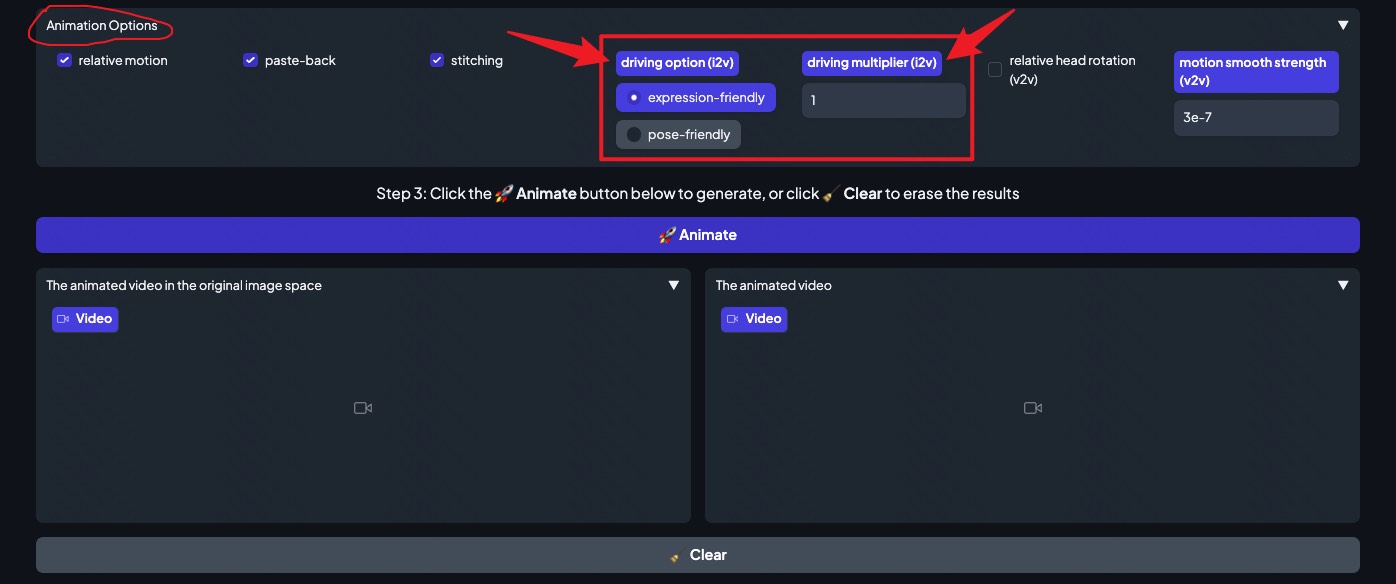 Animation Options
relative motion
paste-back
stitching
driving option (i2v)
expression-friendly
pose-friendly
driving multiplier (i2v)
1
relative head rotation
(v2v)
motion smooth strength
(v2v)
3e-7
Step 3: Click the 🚀 Animate button below to generate, or click 🧹 Clear to erase the results
🚀 Animate
The animated video in the original image space
Video
The animated video
Video
🧹 Clear